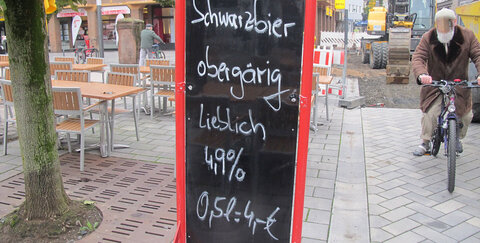 Schwarzbier
obergärig
Lieblich
4,9%
0,5l=4,-€